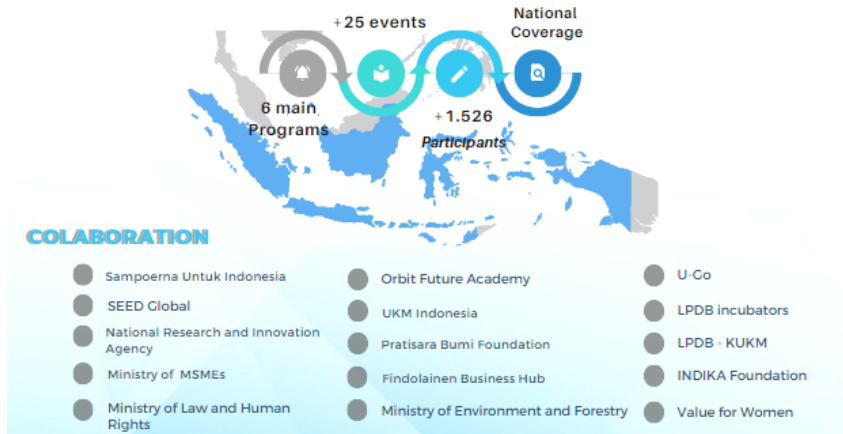 +25 events
National
Coverage
6 main
Programs
+1.526
Participants
COLABORATION
Sampoerna Untuk Indonesia
SEED Global
National Research and Innovation
Agency
Ministry of MSMEs
Ministry of Law and Human
Rights
Orbit Future Academy
UKM Indonesia
Pratisara Bumi Foundation
Findolainen Business Hub
Ministry of Environment and Forestry
U-Go
LPDB incubators
LPDB - KUKM
INDIKA Foundation
Value for Women